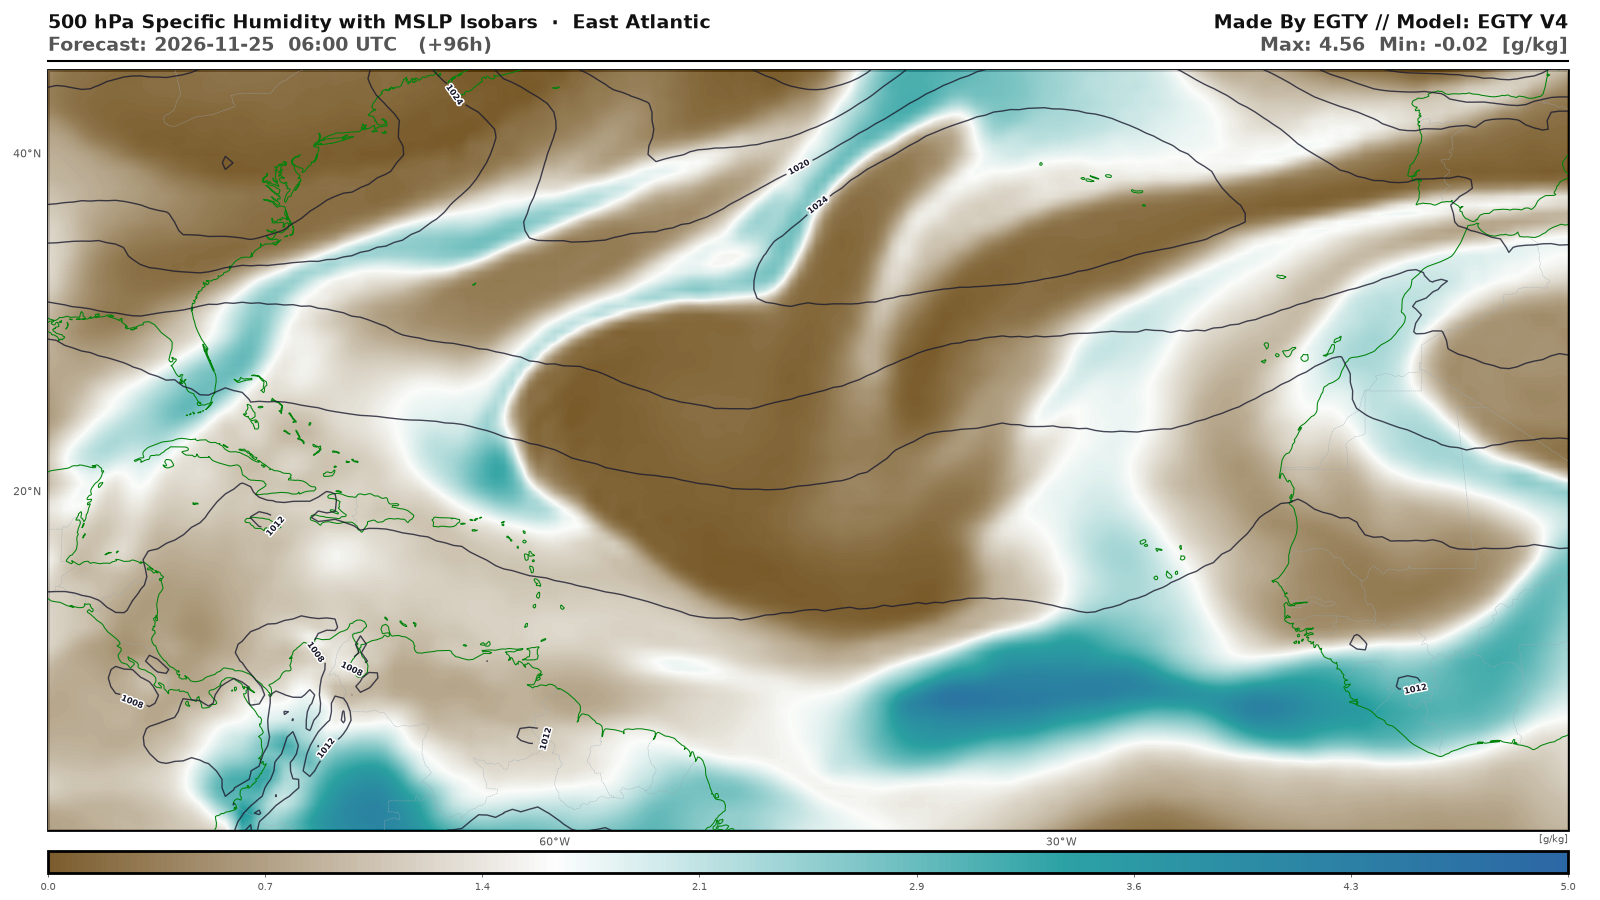 500 hPa Specific Humidity with MSLP Isobars · East Atlantic
Made By EGTY // Model: EGTY V4
Forecast: 2026-11-25 06:00 UTC (+96h)
Max: 4.56 Min: -0.02 [g/kg]
1024
40°N
1020
1024
20°N
1012
1008
1008
1008
1012
1012
1012
60°W
30°W
[g/kg]
0.0 0.7 1.4 2.1 2.9 3.6 4.3 5.0